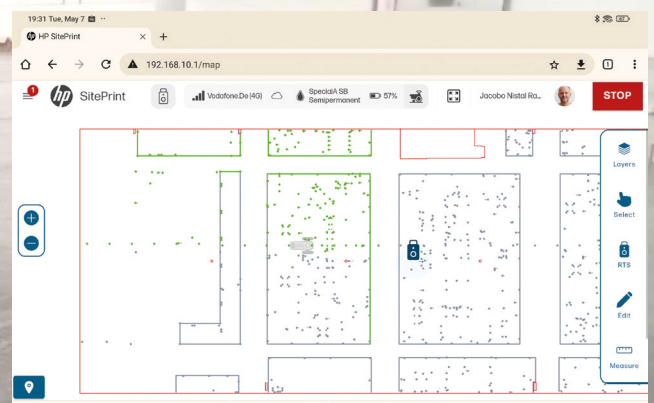 19:31 Tue, May 7
HP SitePrint
192.168.10.1/map
hp SitePrint
Vodafone.De (4G)
SpecialA SB
Semipermanent
57%
Jacobo Nistal Ra..
STOP
Layers
Select
RTS
Edit
Measure